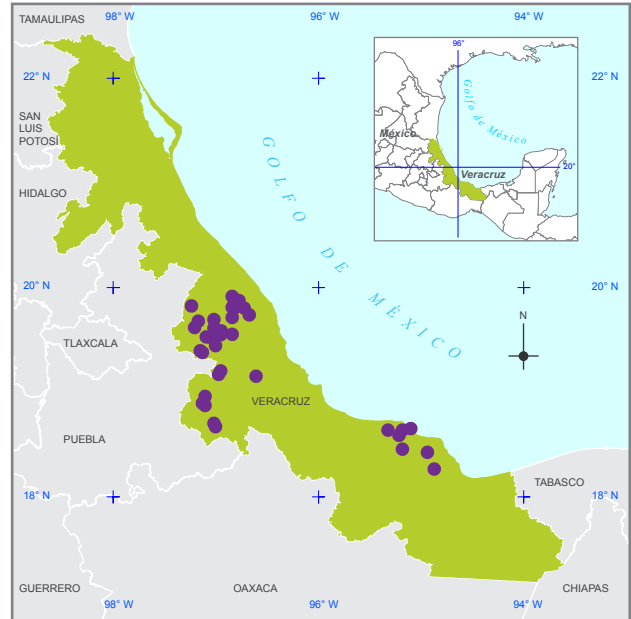 98° W
96° W
94° W
TAMAULIPAS
22° N
22° N
96°
Golfo de México
México
20°
Veracruz
SAN
LUIS
POTOSÍ
HIDALGO
GOLFO DE MÉXICO
20° N
20° N
N
TLAXCALA
VERACRUZ
PUEBLA
TABASCO
18° N
18° N
GUERRERO
OAXACA
CHIAPAS
98° W
96° W
94° W